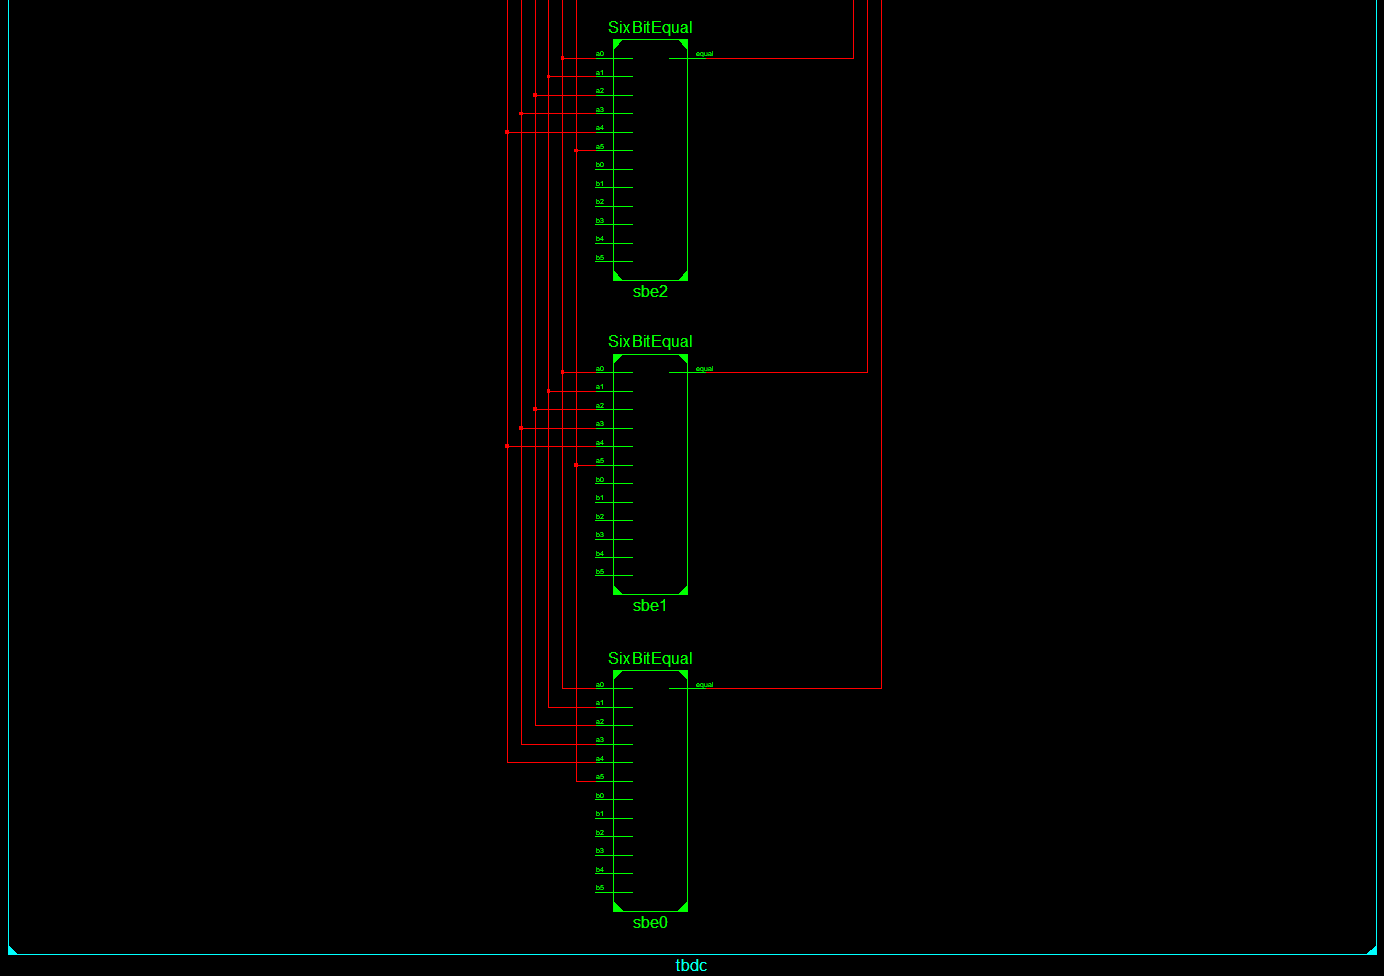 SixBitEqual
a0 equal
a1
a2
a3
a4
a5
b0
b1
b2
b3
b4
b5
sbe2
SixBitEqual
a0 equal
a1
a2
a3
a4
a5
b0
b1
b2
b3
b4
b5
sbe1
SixBitEqual
a0 equal
a1
a2
a3
a4
a5
b0
b1
b2
b3
b4
b5
sbe0
tbdc